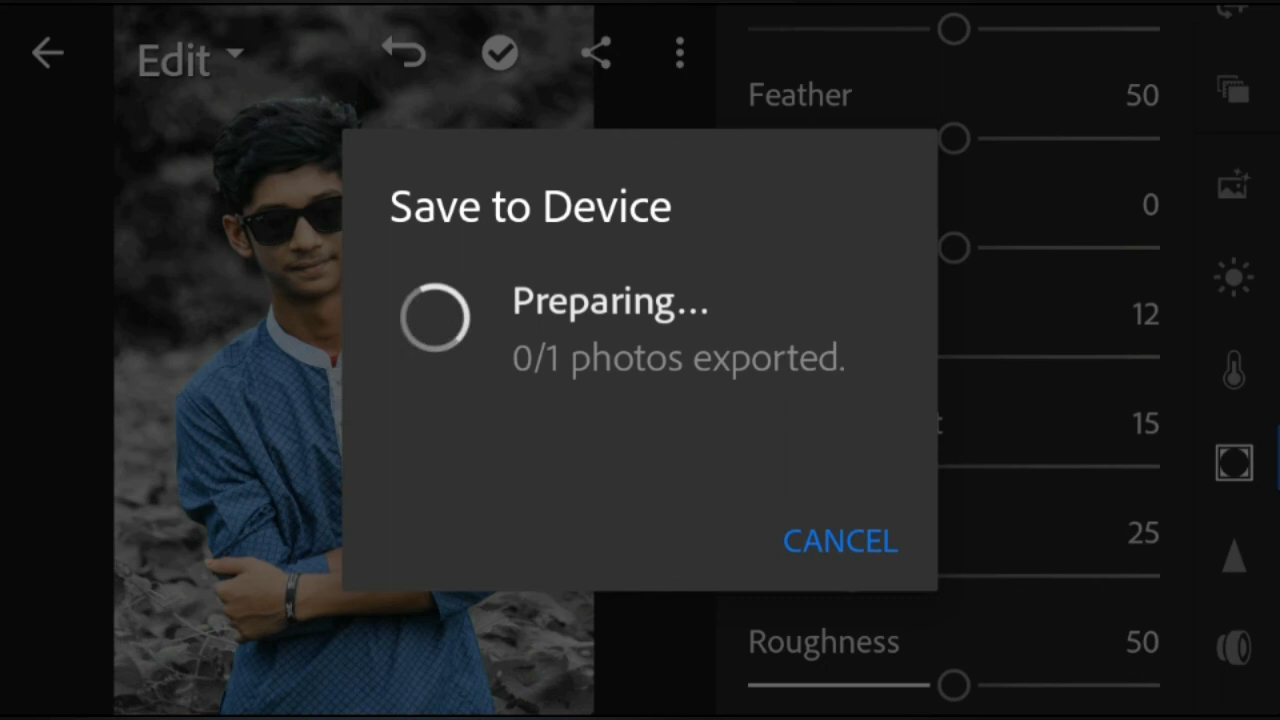 Edit
Feather 50
0
Save to Device
Preparing...
0/1 photos exported.
12
15
CANCEL
25
Roughness 50